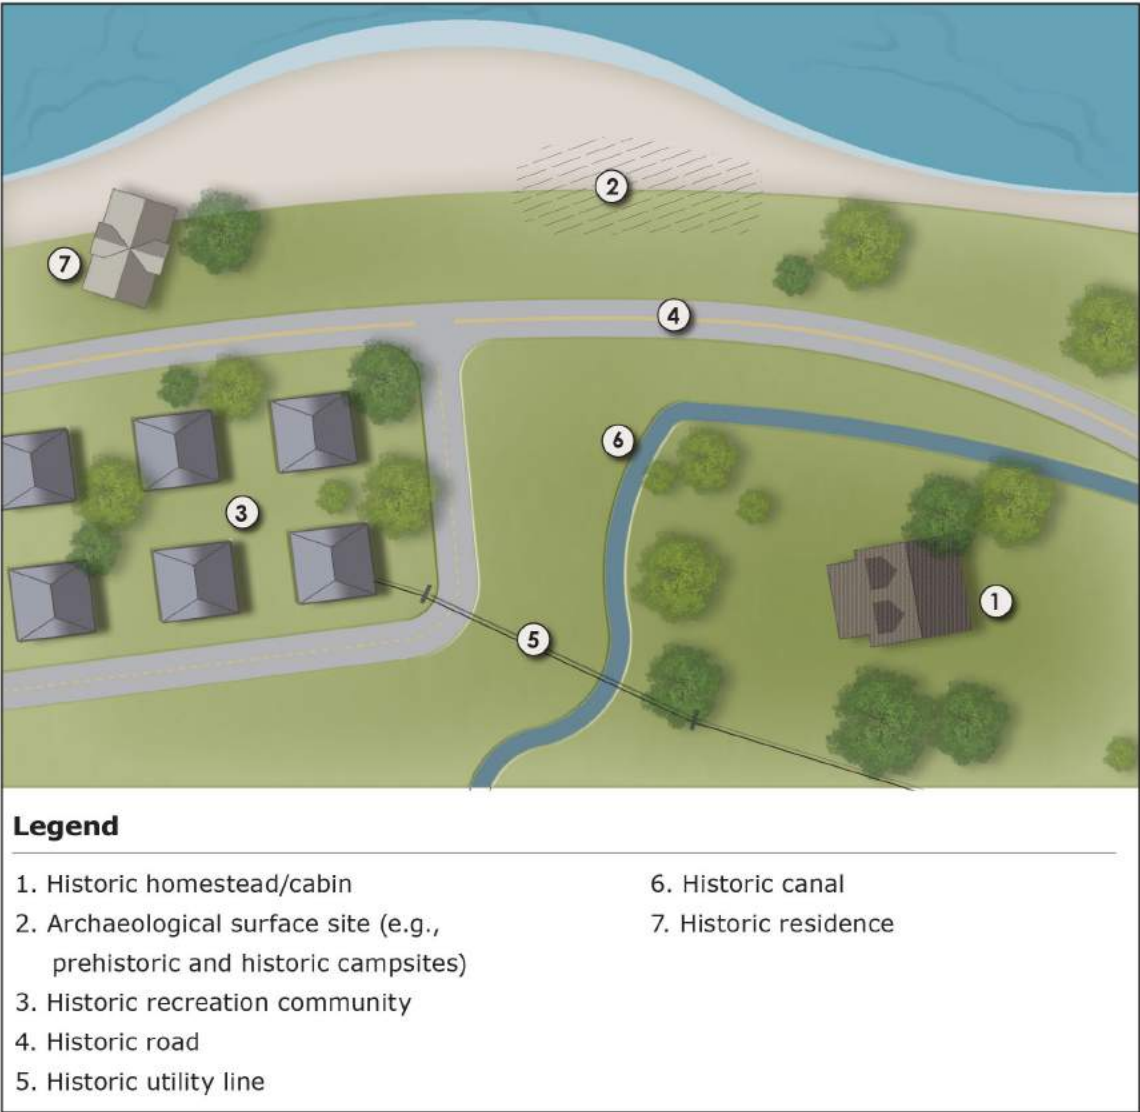 2
7
4
6
3
1
5
Legend
1. Historic homestead/cabin
2. Archaeological surface site (e.g.,
prehistoric and historic campsites)
3. Historic recreation community
4. Historic road
5. Historic utility line
6. Historic canal
7. Historic residence